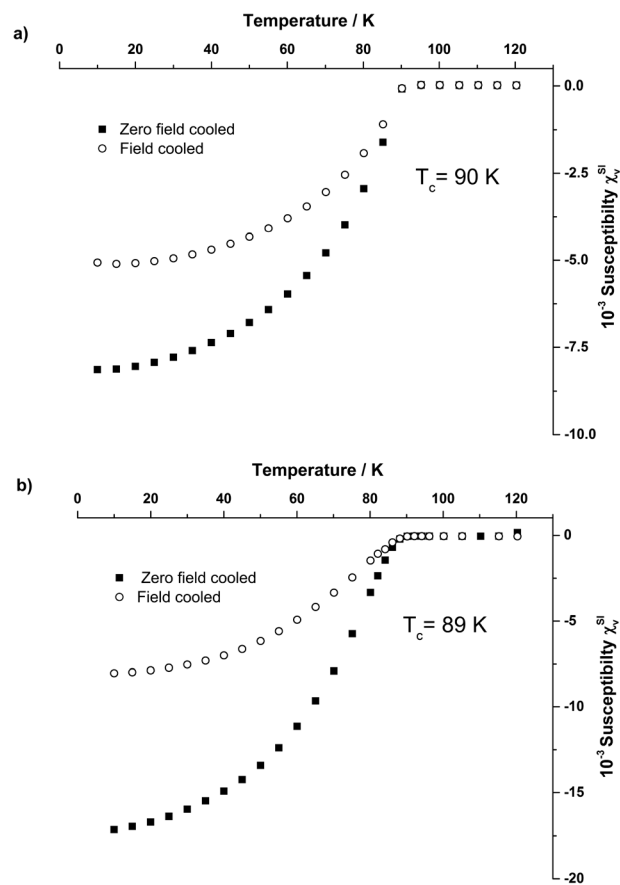 Temperature / K
a)
0 20 40 60 80 100 120
0.0
Zero field cooled
Field cooled
-2.5
T_c= 90 K
-5.0
-7.5
-10.0
10⁻³ Susceptibilty χ_v^SI
Temperature / K
b)
0 20 40 60 80 100 120
0
Zero field cooled
Field cooled
-5
T_c= 89 K
-10
-15
-20
10⁻³ Susceptibilty χ_v^SI